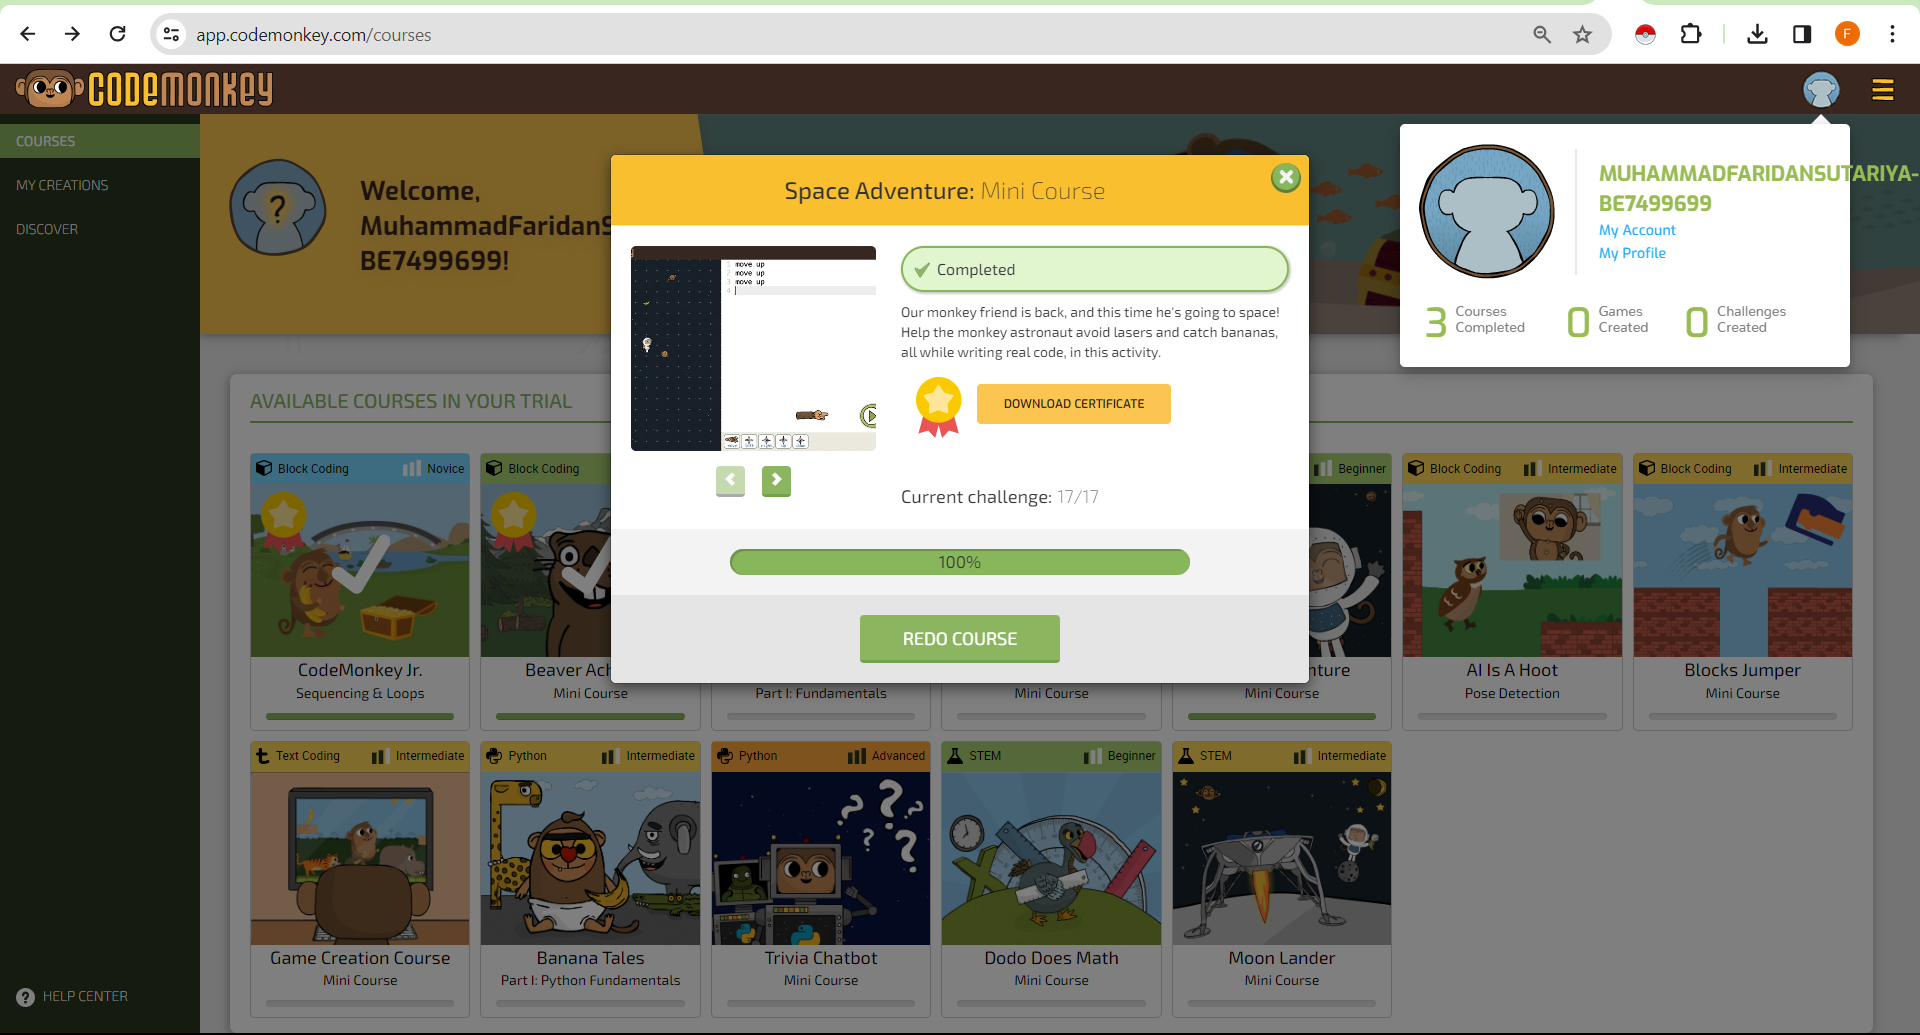 app.codemonkey.com/courses
F
CODEMONKEY
COURSES
MY CREATIONS
DISCOVER
HELP CENTER
Welcome,
MuhammadFaridanS
BE7499699!
MUHAMMADFARIDANSUTARIYA-
BE7499699
My Account
My Profile
3 Courses Completed
0 Games Created
0 Challenges Created
Space Adventure: Mini Course
1 move up
2 move up
3 move up
4
Completed
Our monkey friend is back, and this time he's going to space!
Help the monkey astronaut avoid lasers and catch bananas,
all while writing real code, in this activity.
DOWNLOAD CERTIFICATE
Current challenge: 17/17
100%
REDO COURSE
AVAILABLE COURSES IN YOUR TRIAL
Block Coding Novice
CodeMonkey Jr.
Sequencing & Loops
Block Coding
Beaver Ach
Mini Course
Part I: Fundamentals
Mini Course
Beginner
nture
Mini Course
Block Coding Intermediate
AI Is A Hoot
Pose Detection
Block Coding Intermediate
Blocks Jumper
Mini Course
Text Coding Intermediate
Game Creation Course
Mini Course
Python Intermediate
Banana Tales
Part I: Python Fundamentals
Python Advanced
Trivia Chatbot
Mini Course
STEM Beginner
Dodo Does Math
Mini Course
STEM Intermediate
Moon Lander
Mini Course